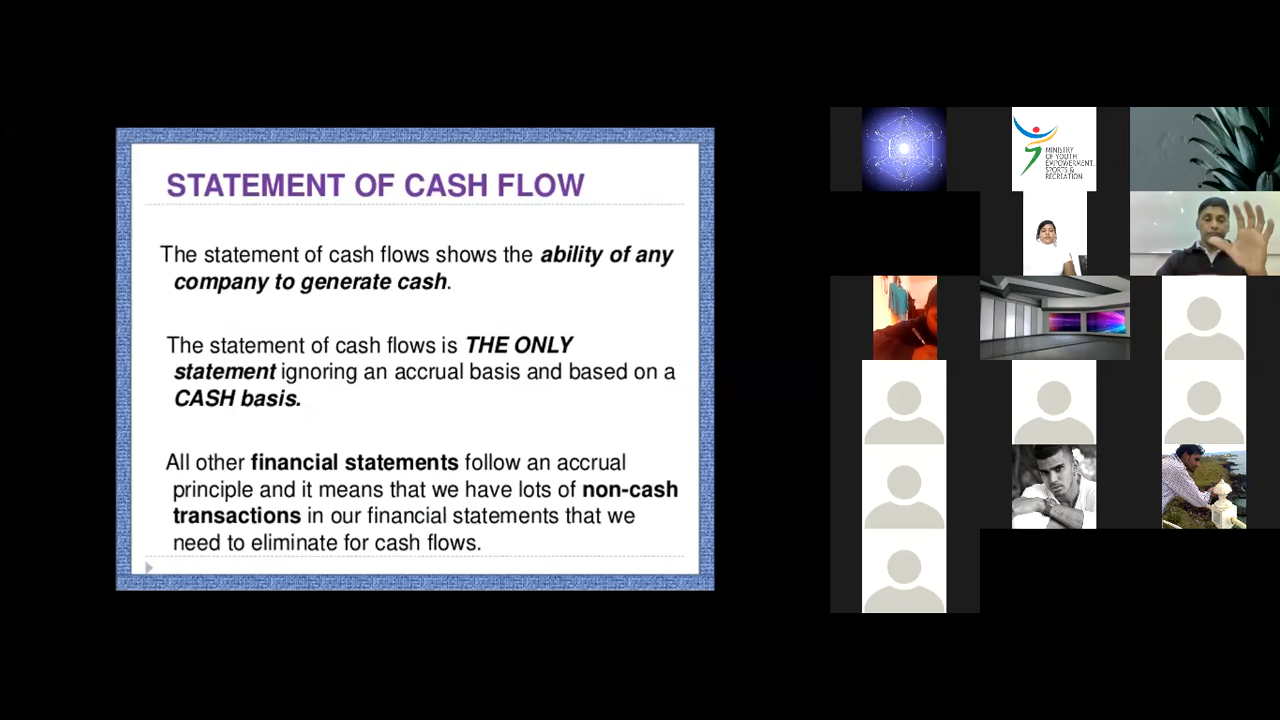 STATEMENT OF CASH FLOW
The statement of cash flows shows the ability of any
company to generate cash.
The statement of cash flows is THE ONLY
statement ignoring an accrual basis and based on a
CASH basis.
All other financial statements follow an accrual
principle and it means that we have lots of non-cash
transactions in our financial statements that we
need to eliminate for cash flows.
MINISTRY
OF YOUTH
EMPOWERMENT,
SPORTS &
RECREATION